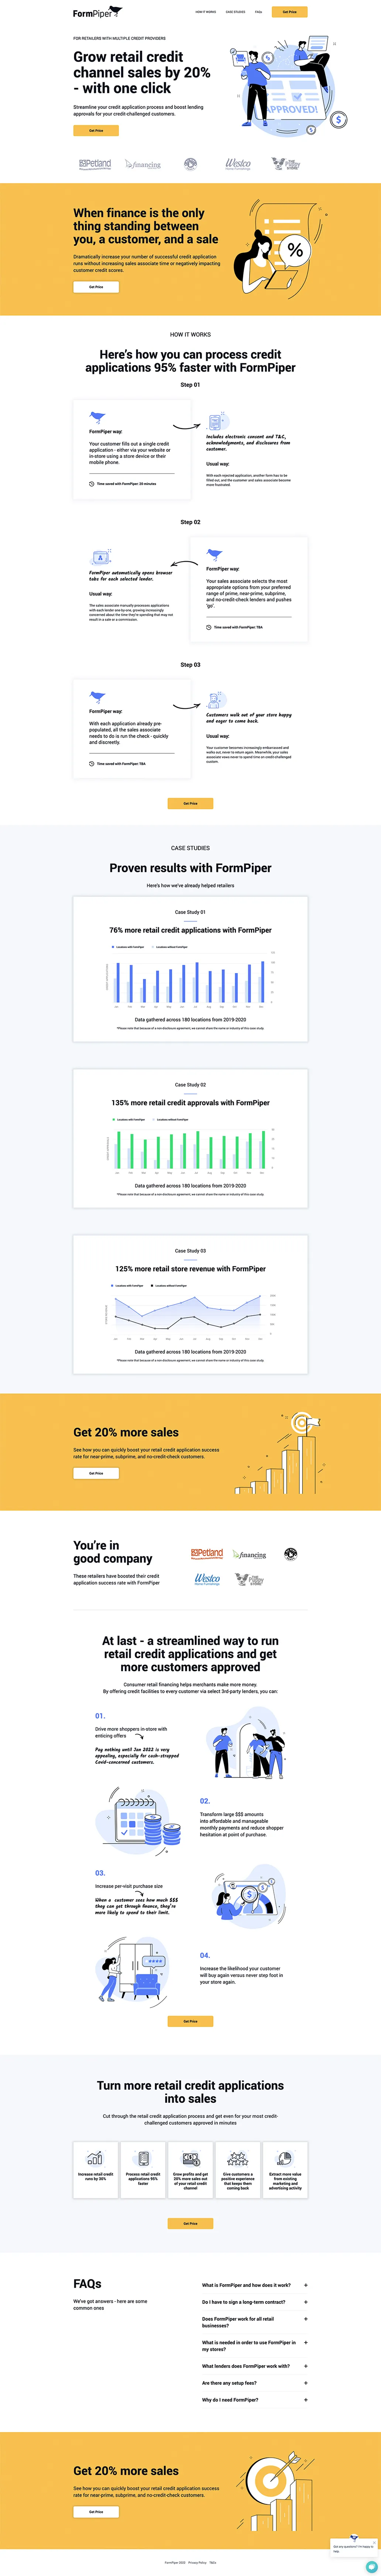 FormPiper
HOW IT WORKS
CASE STUDIES
FAQs
Get Price
FOR RETAILERS WITH MULTIPLE CREDIT PROVIDERS
Grow retail credit
channel sales by 20%
- with one click
Streamline your credit application process and boost lending
approvals for your credit-challenged customers.
Get Price
APPROVED!
Petland
financing
Westco
When finance is the only
thing standing between
you, a customer, and a sale
Dramatically increase your number of successful credit application
runs without increasing sales associate time or negatively impacting
customer credit scores.
Get Price
%
HOW IT WORKS
Here's how you can process credit
applications 95% faster with FormPiper
Step 01
FormPiper way:
Your customer fills out a single credit
application - either via your website or
in-store using a store device or their
mobile phone.
Time saved with FormPiper: 20 minutes
Includes electronic consent and T&C,
acknowledgments, and disclosures from
customer.
Usual way:
With each rejected application, another form has to be
filled out, and the customer and sales associate become
more frustrated.
Step 02
FormPiper automatically opens browser
tabs for each selected lender.
Usual way:
The sales associate manually processes applications
with each lender one-by-one, growing increasingly
concerned about the time they're spending that may not
result in a sale or a commission.
FormPiper way:
Your sales associate selects the most
appropriate options from your preferred
range of prime, near-prime, subprime,
and no-credit-check lenders and pushes
'go'.
Time saved with FormPiper: TBA
Step 03
FormPiper way:
With each application already pre-
populated, all the sales associate
needs to do is run the check - quickly
and discreetly.
Time saved with FormPiper: TBA
Customers walk out of your store happy
and eager to come back.
Usual way:
Your customer becomes increasingly embarrassed and
walks out, never to return again. Meanwhile, your sales
associate vows never to spend time on credit-challenged
custom.
Get Price
CASE STUDIES
Proven results with FormPiper
Here's how we've already helped retailers
Case Study 01
76% more retail credit applications with FormPiper
Locations with FormPiper
Locations without FormPiper
Data gathered across 180 locations from 2019-2020
*Please note that because of a non-disclosure agreement, we cannot share the name or industry of this case study.
Case Study 02
135% more retail credit approvals with FormPiper
Locations with FormPiper
Locations without FormPiper
Data gathered across 180 locations from 2019-2020
*Please note that because of a non-disclosure agreement, we cannot share the name or industry of this case study.
Case Study 03
125% more retail store revenue with FormPiper
Locations with FormPiper
Locations without FormPiper
Data gathered across 180 locations from 2019-2020
*Please note that because of a non-disclosure agreement, we cannot share the name or industry of this case study.
Get 20% more sales
See how you can quickly boost your retail credit application success
rate for near-prime, subprime, and no-credit-check customers.
Get Price
You're in
good company
These retailers have boosted their credit
application success rate with FormPiper
Petland
financing
Westco
Home Furnishings
At last - a streamlined way to run
retail credit applications and get
more customers approved
Consumer retail financing helps merchants make more money.
By offering credit facilities to every customer via select 3rd-party lenders, you can:
01.
Drive more shoppers in-store with
enticing offers
Pay nothing until Jan 2022 is very
appealing, especially for cash-strapped
Covid-concerned customers.
02.
Transform large $$$ amounts
into affordable and manageable
monthly payments and reduce shopper
hesitation at point of purchase.
03.
Increase per-visit purchase size
When a customer sees how much $$$
they can get through finance, they're
more likely to spend to their limit.
04.
Increase the likelihood your customer
will buy again versus never step foot in
your store again.
Get Price
Turn more retail credit applications
into sales
Cut through the retail credit application process and get even for your most credit-
challenged customers approved in minutes
Increase retail credit
runs by 30%
Process retail credit
applications 95%
faster
Grow profits and get
20% more sales out
of your retail credit
channel
Give customers a
positive experience
that keeps them
coming back
Extract more value
from existing
marketing and
advertising activity
Get Price
FAQs
We've got answers - here are some
common ones
What is FormPiper and how does it work?
Do I have to sign a long-term contract?
Does FormPiper work for all retail
businesses?
What is needed in order to use FormPiper in
my stores?
What lenders does FormPiper work with?
Are there any setup fees?
Why do I need FormPiper?
Get 20% more sales
See how you can quickly boost your retail credit application success
rate for near-prime, subprime, and no-credit-check customers.
Get Price
FormPiper 2022 Privacy Policy T&Cs